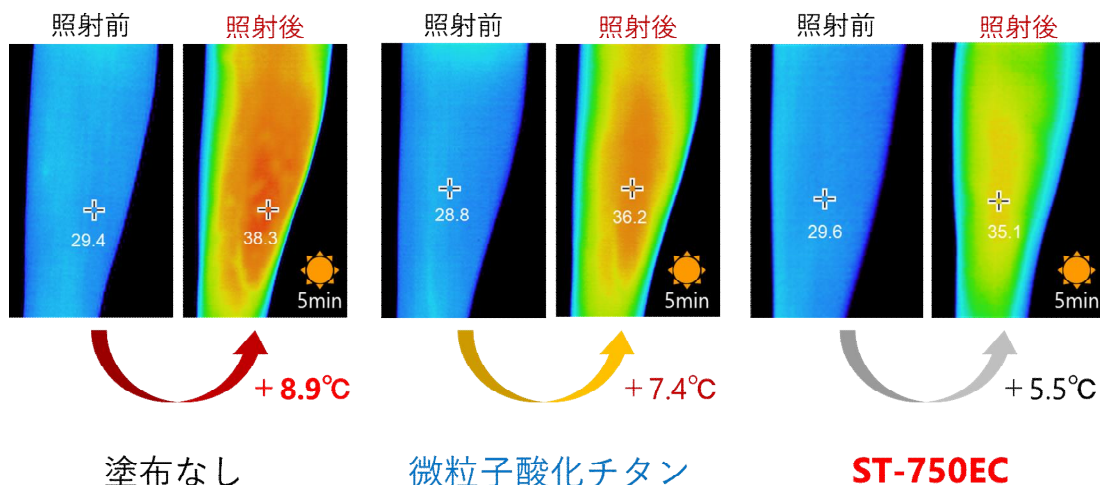 照射前 照射後 照射前 照射後 照射前 照射後
29.4 38.3 28.8 36.2 29.6 35.1
5min 5min 5min
+8.9℃ +7.4℃ +5.5℃
塗布なし 微粒子酸化チタン ST-750EC